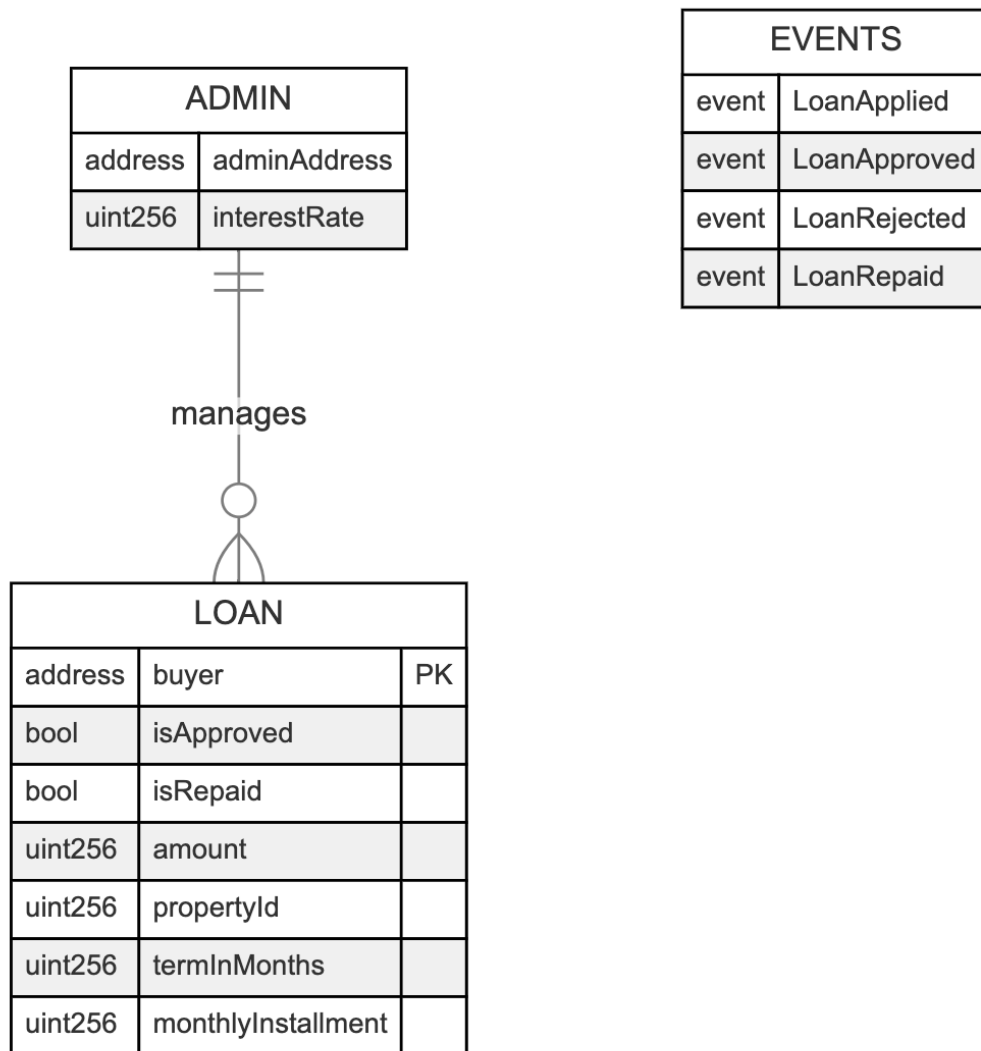 ADMIN
address adminAddress
uint256 interestRate
manages
LOAN
address buyer PK
bool isApproved
bool isRepaid
uint256 amount
uint256 propertyId
uint256 termInMonths
uint256 monthlyInstallment
EVENTS
event LoanApplied
event LoanApproved
event LoanRejected
event LoanRepaid